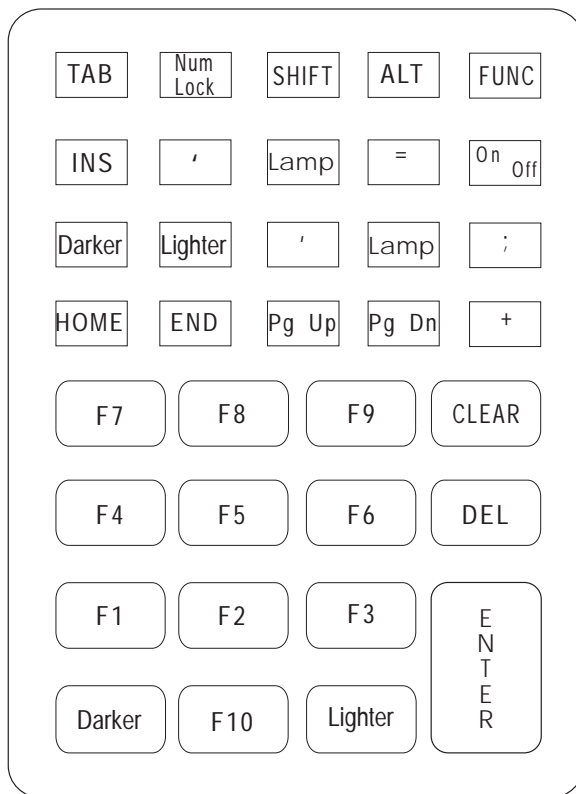 TAB Num Lock SHIFT ALT FUNC
INS ‘ Lamp = On Off
Darker Lighter ′ Lamp ;
HOME END Pg Up Pg Dn +
F7 F8 F9 CLEAR
F4 F5 F6 DEL
F1 F2 F3 ENTER
Darker F10 Lighter